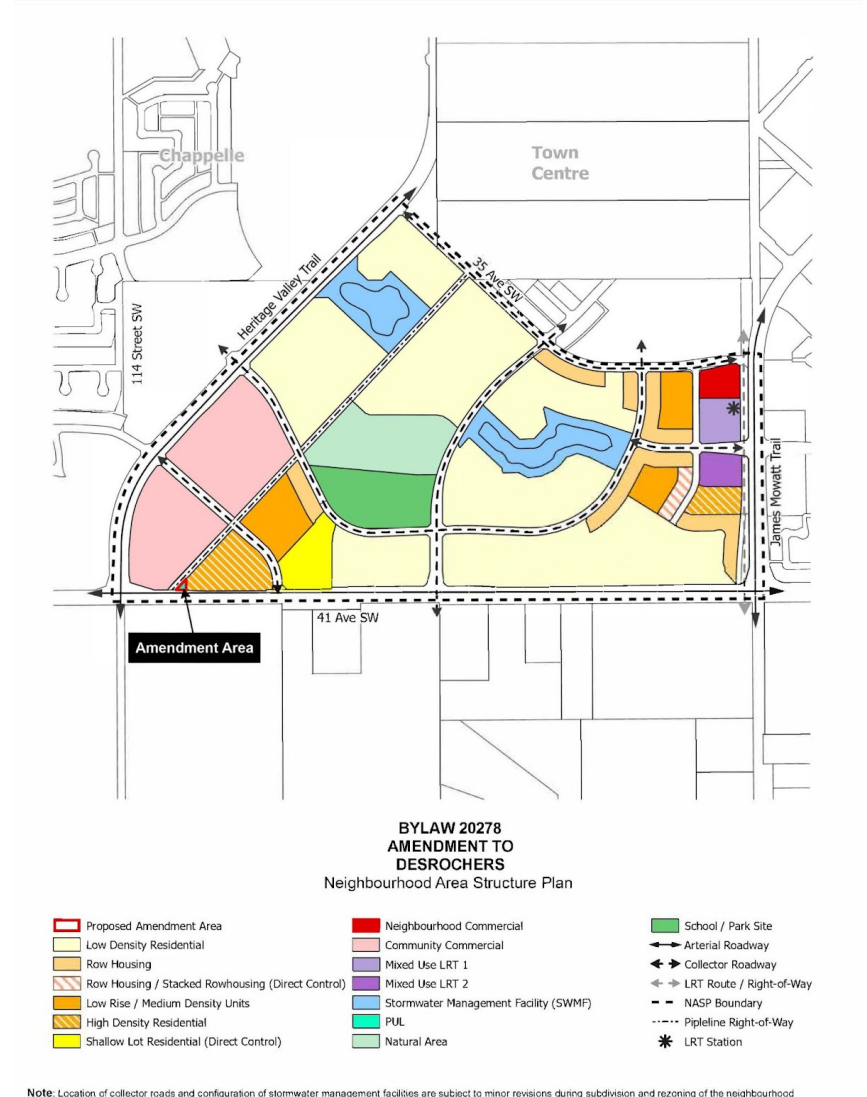 Chappelle
Town
Centre
Heritage Valley Trail
35 Ave SW
114 Street SW
James Mowatt Trail
41 Ave SW
Amendment Area
BYLAW 20278
AMENDMENT TO
DESROCHERS
Neighbourhood Area Structure Plan
Proposed Amendment Area
Low Density Residential
Row Housing
Row Housing / Stacked Rowhousing (Direct Control)
Low Rise / Medium Density Units
High Density Residential
Shallow Lot Residential (Direct Control)
Neighbourhood Commercial
Community Commercial
Mixed Use LRT 1
Mixed Use LRT 2
Stormwater Management Facility (SWMF)
PUL
Natural Area
School / Park Site
Arterial Roadway
Collector Roadway
LRT Route / Right-of-Way
NASP Boundary
Pipleline Right-of-Way
LRT Station
Note: Location of collector roads and configuration of stormwater management facilities are subject to minor revisions during subdivision and rezoning of the neighbourhood